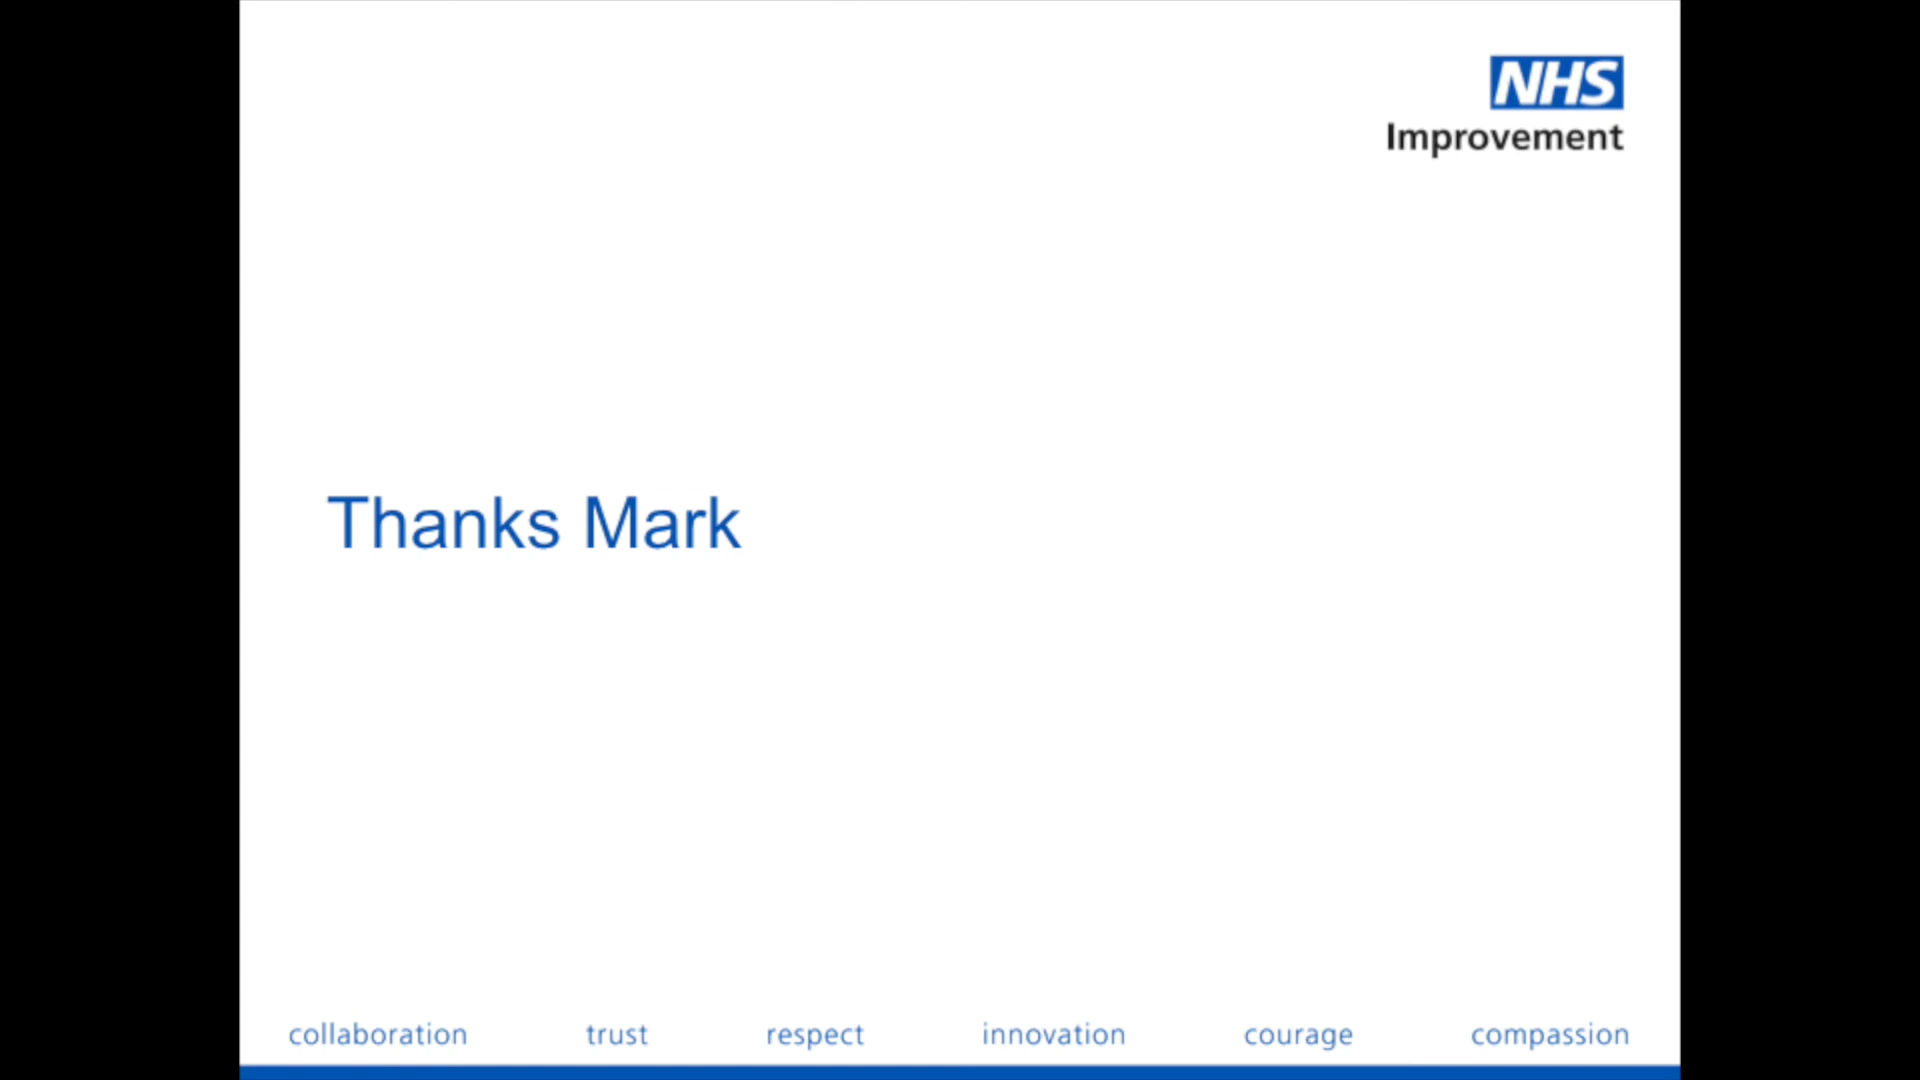 NHS
Improvement
Thanks Mark
collaboration trust respect innovation courage compassion